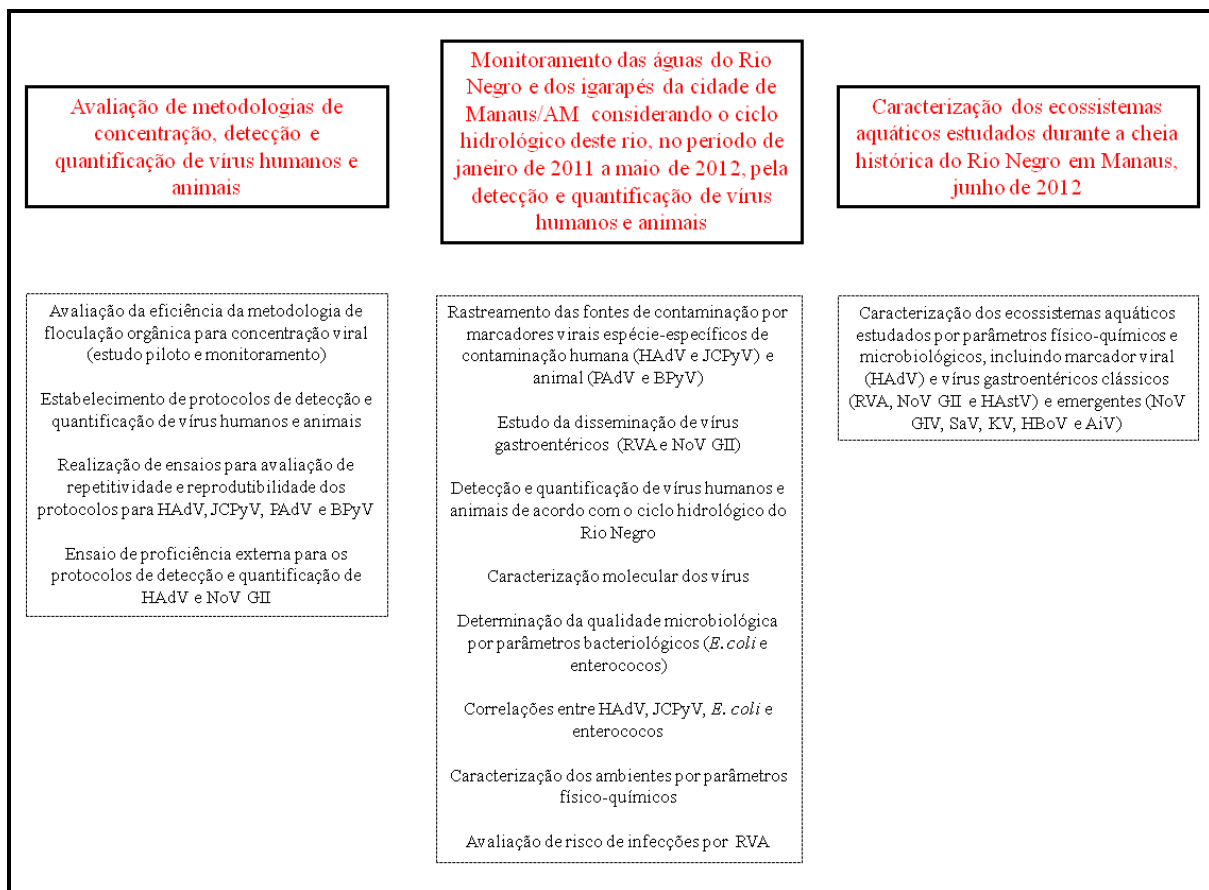 Avaliação de metodologias de
concentração, detecção e
quantificação de vírus humanos e
animais
Monitoramento das águas do Rio
Negro e dos igarapés da cidade de
Manaus/AM considerando o ciclo
hidrológico deste rio, no período de
janeiro de 2011 a maio de 2012, pela
detecção e quantificação de vírus
humanos e animais
Caracterização dos ecossistemas
aquáticos estudados durante a cheia
histórica do Rio Negro em Manaus,
junho de 2012
Avaliação da eficiência da metodologia de
floculação orgânica para concentração viral
(estudo piloto e monitoramento)
Estabelecimento de protocolos de detecção e
quantificação de vírus humanos e animais
Realização de ensaios para avaliação de
repetitividade e reprodutibilidade dos
protocolos para HAdV, JCPyV, PAdV e BPyV
Ensaio de proficiência externa para os
protocolos de detecção e quantificação de
HAdV e NoV GII
Rastreamento das fontes de contaminação por
marcadores virais espécie-específicos de
contaminação humana (HAdV e JCPyV) e
animal (PAdV e BPyV)
Estudo da disseminação de vírus
gastroentéricos (RVA e NoV GII)
Detecção e quantificação de vírus humanos e
animais de acordo com o ciclo hidrológico do
Rio Negro
Caracterização molecular dos vírus
Determinação da qualidade microbiológica
por parâmetros bacteriológicos (E. coli e
enterococos)
Correlações entre HAdV, JCPyV, E. coli e
enterococos
Caracterização dos ambientes por parâmetros
físico-químicos
Avaliação de risco de infecções por RVA
Caracterização dos ecossistemas aquáticos
estudados por parâmetros físico-químicos e
microbiológicos, incluindo marcador viral
(HAdV) e vírus gastroentéricos clássicos
(RVA, NoV GII e HAstV) e emergentes (NoV
GIV, SaV, KV, HBoV e AiV)